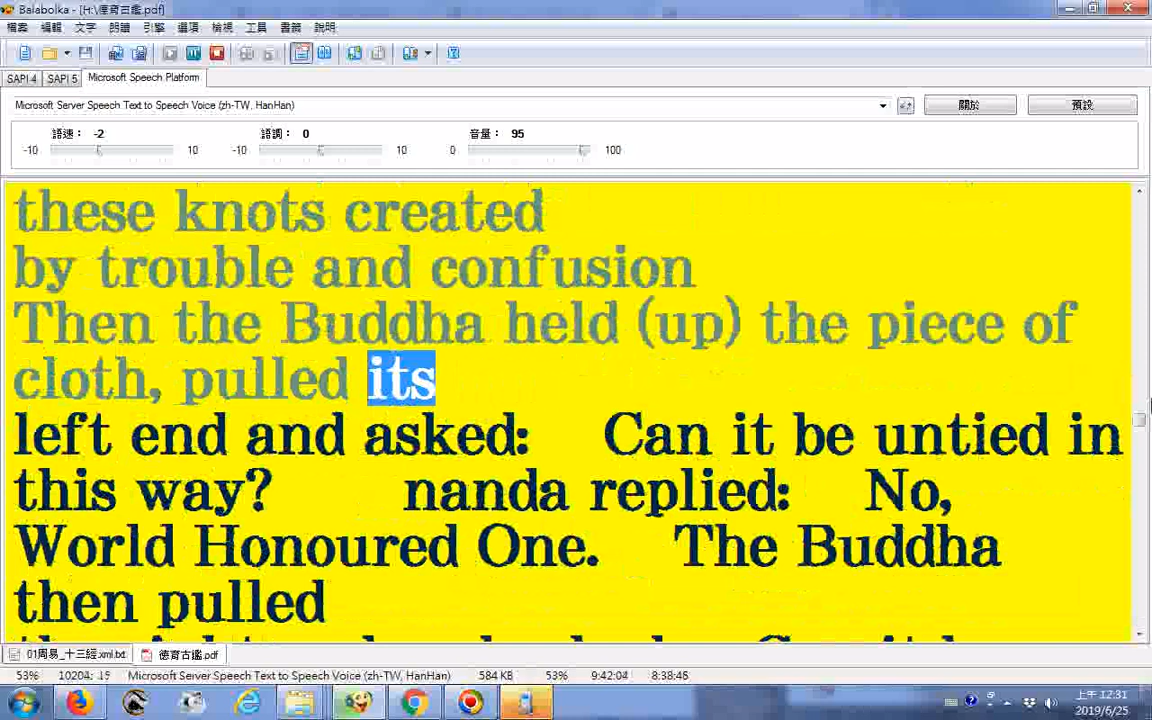 Balabolka - [H:\德育古鑑.pdf]
檔案 編輯 文字 朗讀 引擎 選項 檢視 工具 書籤 說明
SAPI 4 SAPI 5 Microsoft Speech Platform
Microsoft Server Speech Text to Speech Voice (zh-TW, HanHan) 關於 預設
語速： -2 語調： 0 音量： 95
-10 10 -10 10 0 100
these knots created
by trouble and confusion
Then the Buddha held (up) the piece of
cloth, pulled its
left end and asked: Can it be untied in
this way? nanda replied: No,
World Honoured One. The Buddha
then pulled
01周易_十三經.xml.txt 德育古鑑.pdf
53% 10204: 15 Microsoft Server Speech Text to Speech Voice (zh-TW, HanHan) 584 KB 53% 9:42:04 8:38:46
上午 12:31
2019/6/25